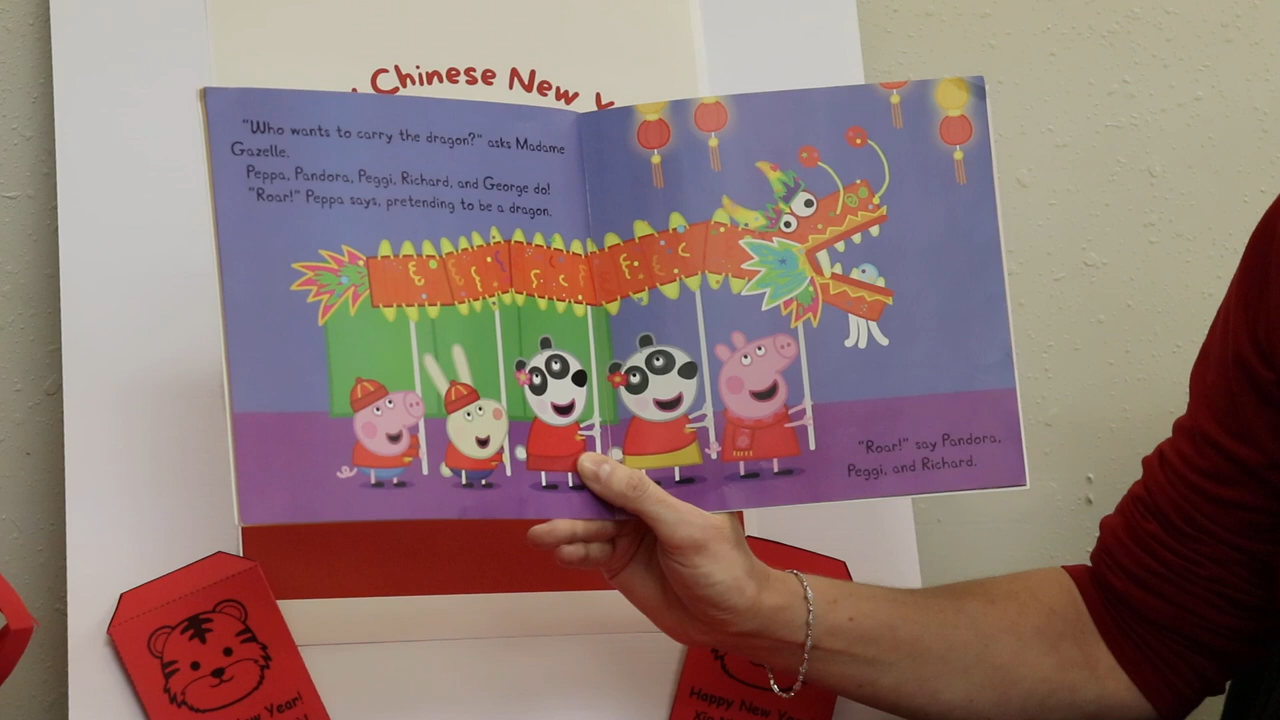 Chinese New
"Who wants to carry the dragon?" asks Madame
Gazelle.
Peppa, Pandora, Peggi, Richard, and George do!
"Roar!" Peppa says, pretending to be a dragon.
"Roar!" say Pandora,
Peggi, and Richard.
Year!
Happy New